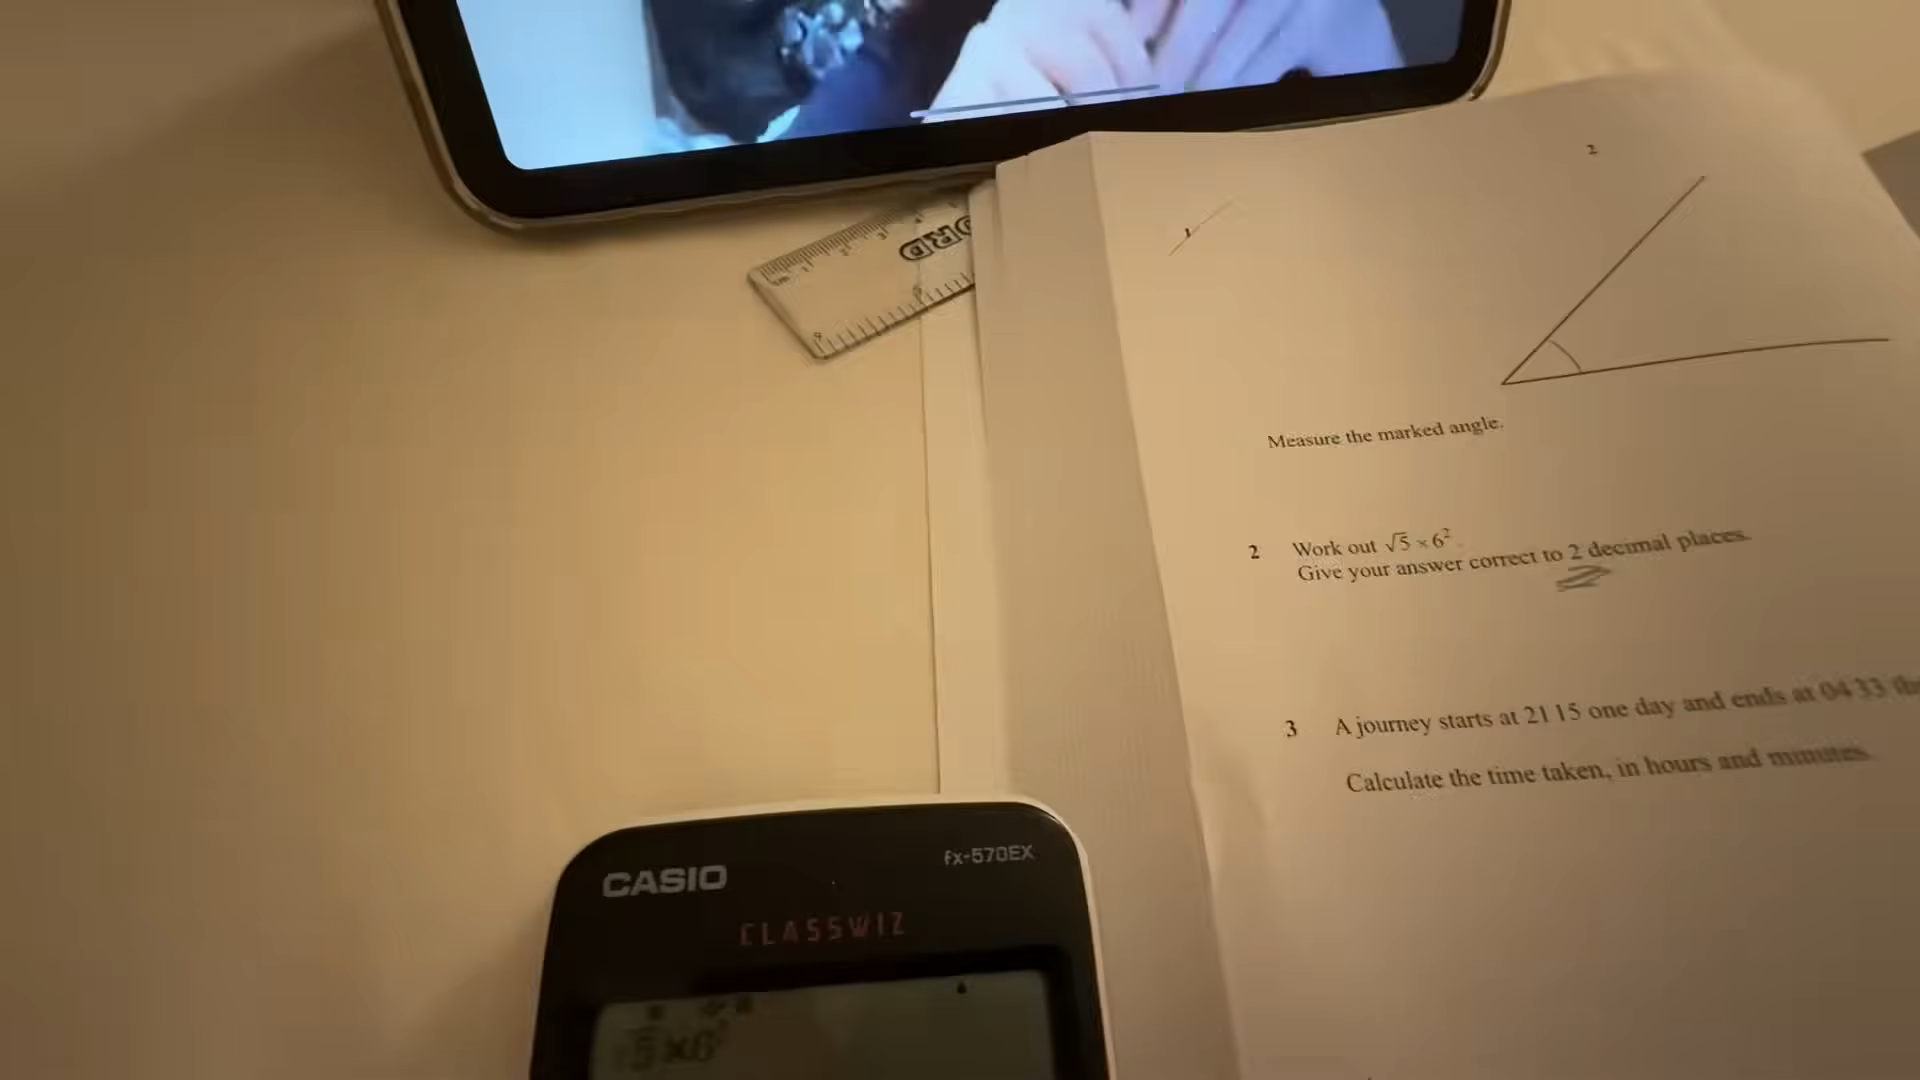 ORD
2
1
Measure the marked angle.
2 Work out √5 × 6²
Give your answer correct to 2 decimal places.
3 A journey starts at 21 15 one day and ends at 04 33 the
Calculate the time taken, in hours and minutes.
CASIO fx-570EX
CLASSWIZ